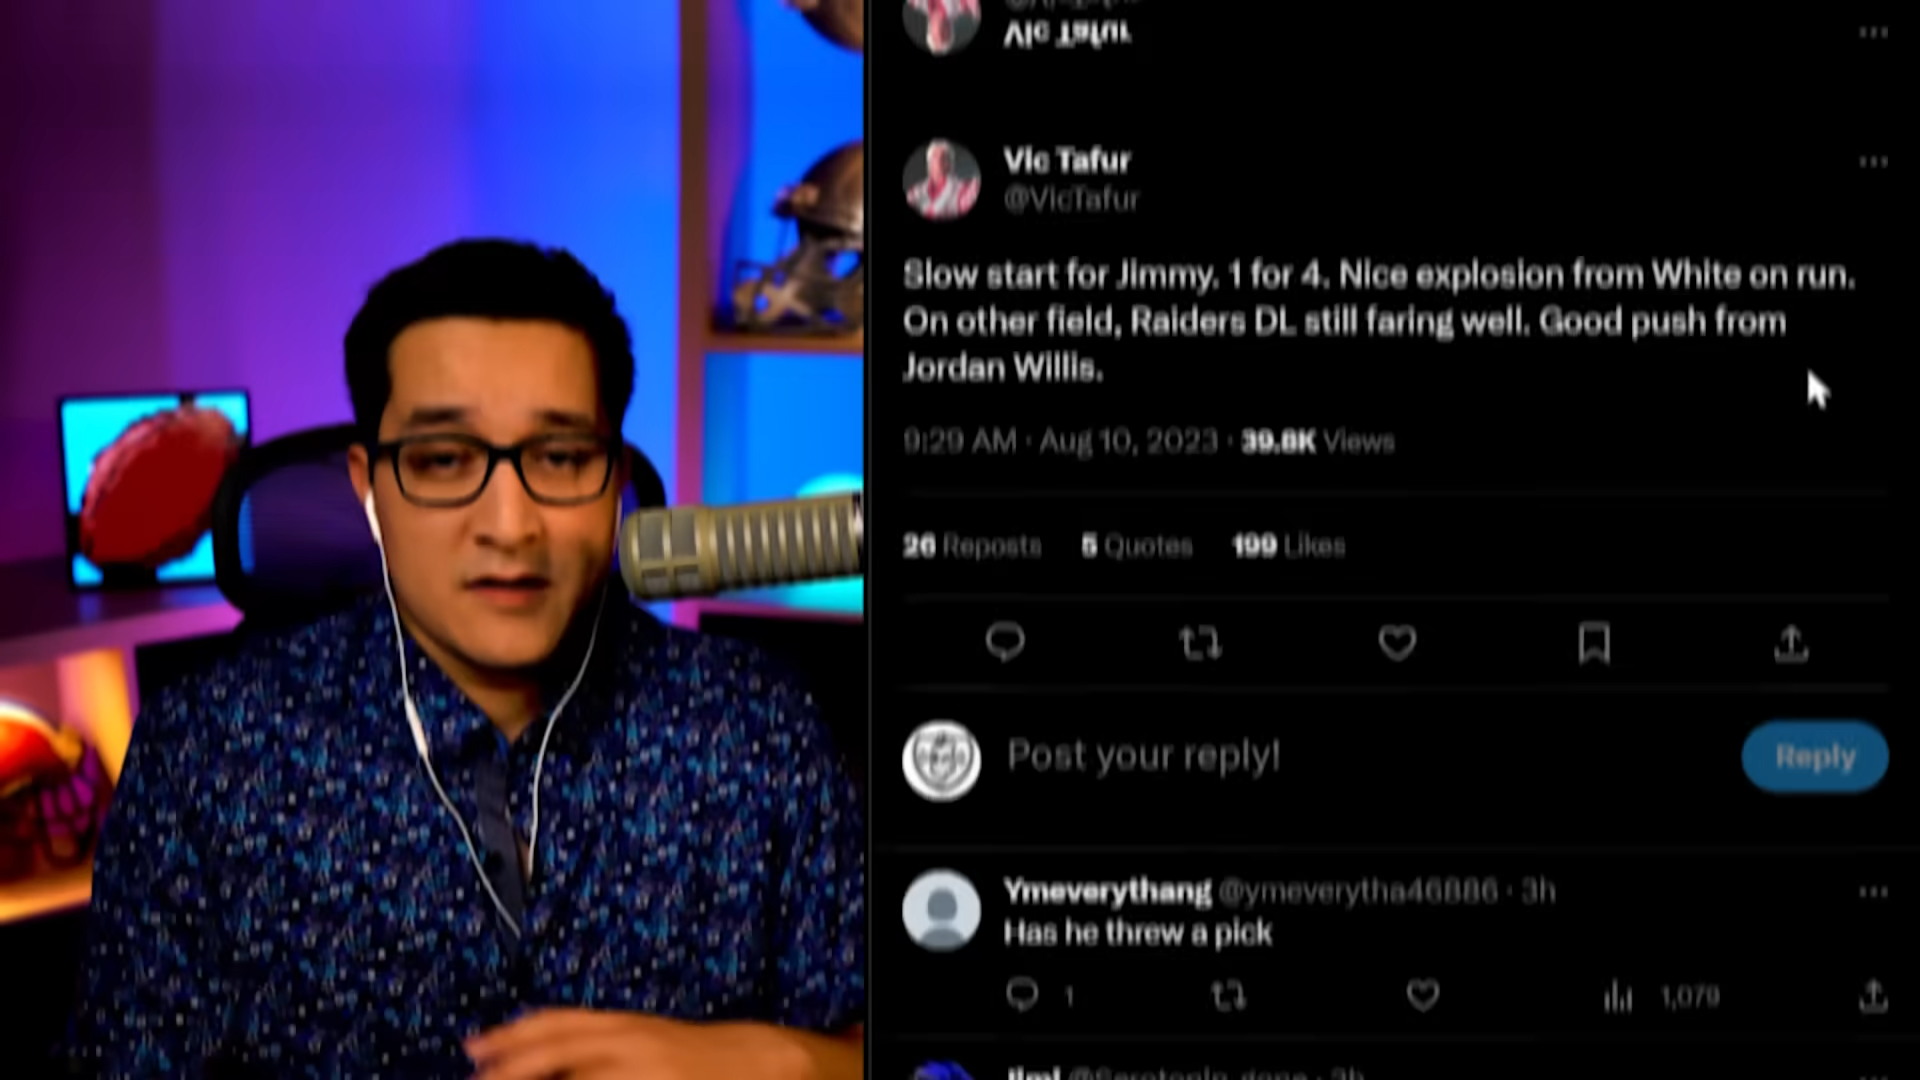 Vic Tafur
Vic Tafur
@VicTafur
Slow start for Jimmy. 1 for 4. Nice explosion from White on run.
On other field, Raiders DL still faring well. Good push from
Jordan Willis.
9:29 AM · Aug 10, 2023 · 39.8K Views
26 Reposts 5 Quotes 199 Likes
Post your reply!
Reply
Ymeverythang @ymeverytha46886 · 3h
Has he threw a pick
1 1,079